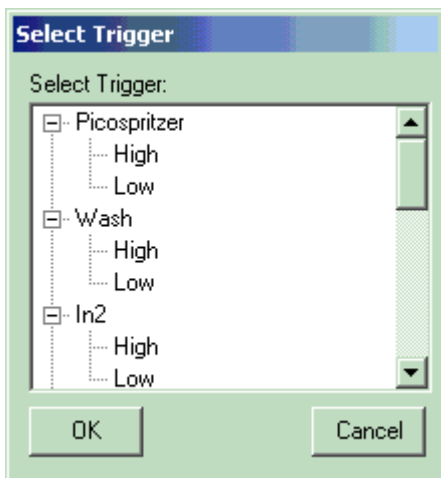 Select Trigger
Select Trigger:
Picospritzer
High
Low
Wash
High
Low
In2
High
Low
OK Cancel